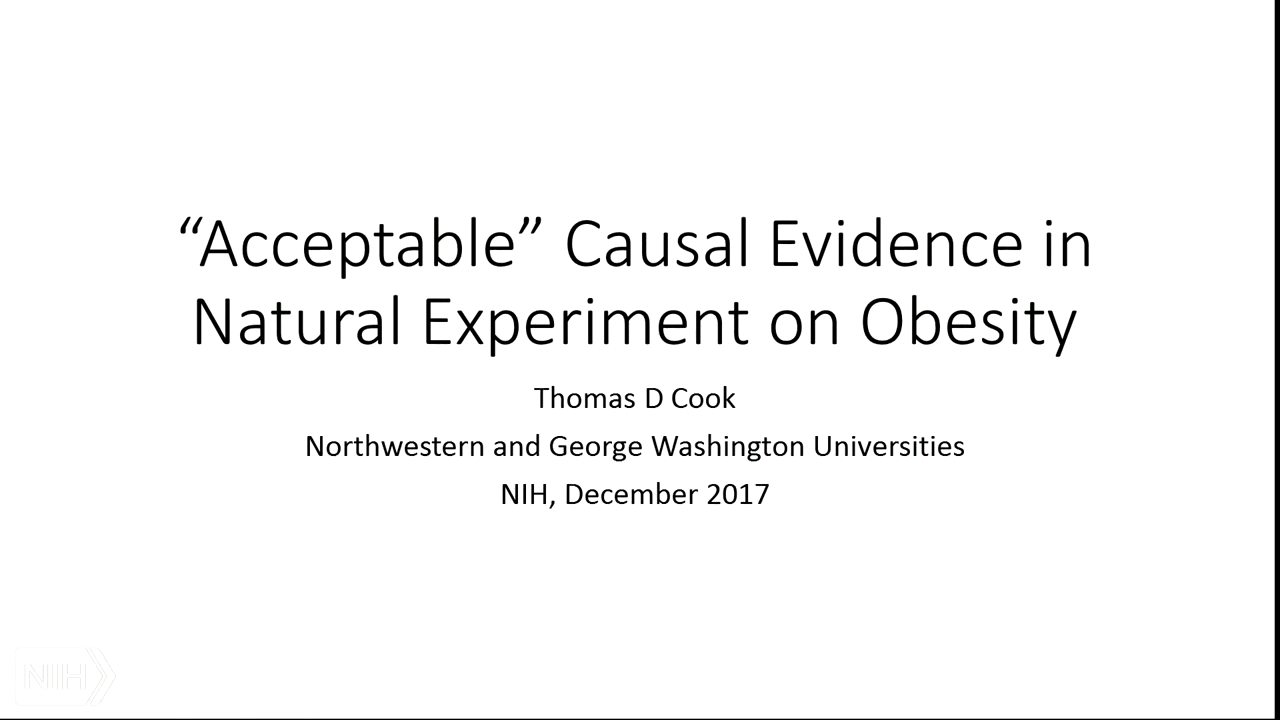 “Acceptable” Causal Evidence in
Natural Experiment on Obesity
Thomas D Cook
Northwestern and George Washington Universities
NIH, December 2017
NIH